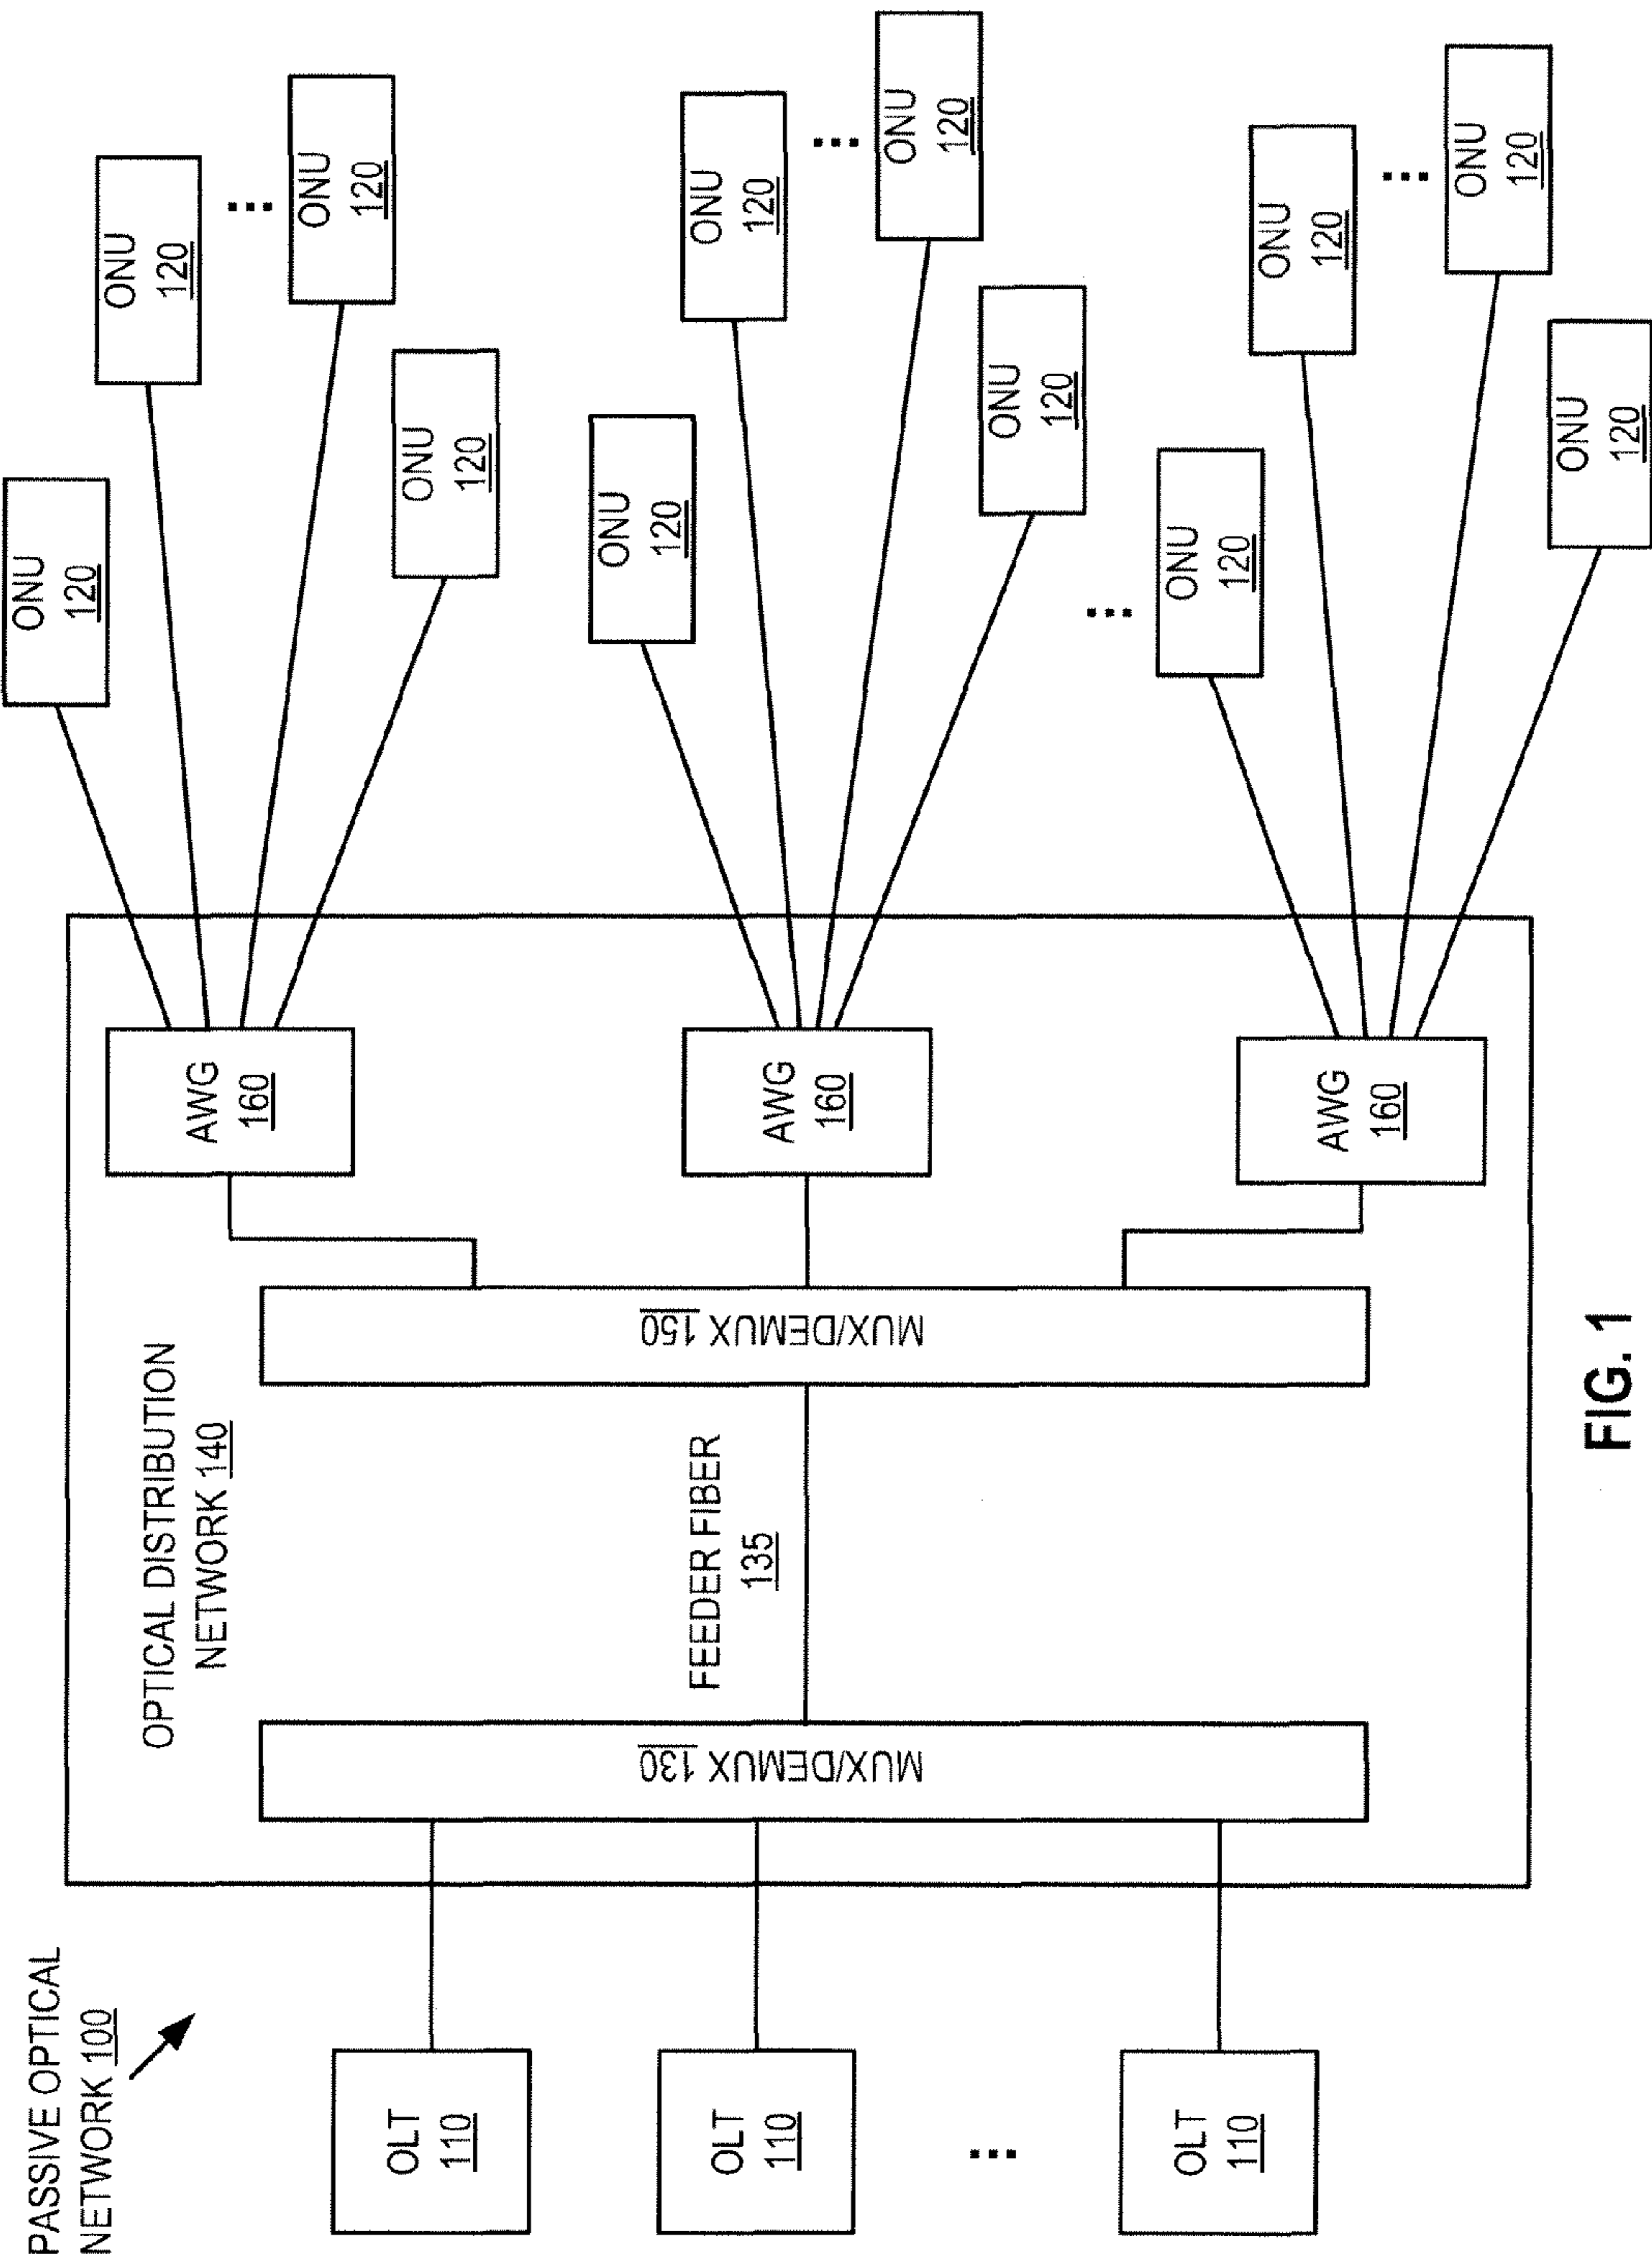 PASSIVE OPTICAL
NETWORK 100
OPTICAL DISTRIBUTION
NETWORK 140
OLT
110
OLT
110
...
OLT
110
MUX/DEMUX 130
FEEDER FIBER
135
MUX/DEMUX 150
AWG
160
AWG
160
AWG
160
ONU
120
ONU
120
...
ONU
120
ONU
120
ONU
120
ONU
120
...
ONU
120
ONU
120
...
ONU
120
ONU
120
...
ONU
120
ONU
120
FIG. 1